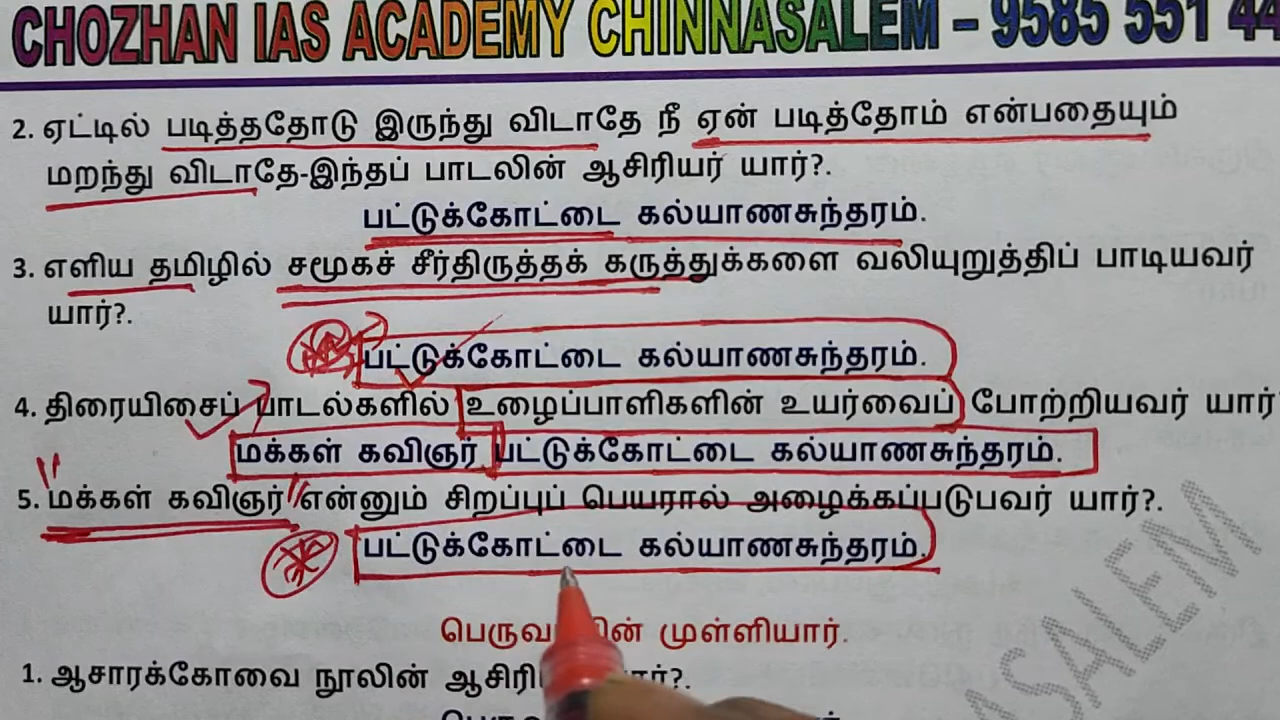 CHOZHAN IAS ACADEMY CHINNASALEM – 9585 551 44
2. ஏட்டில் படித்ததோடு இருந்து விடாதே நீ ஏன் படித்தோம் என்பதையும்
மறந்து விடாதே-இந்தப் பாடலின் ஆசிரியர் யார்?.
பட்டுக்கோட்டை கல்யாணசுந்தரம்.
3. எளிய தமிழில் சமூகச் சீர்திருத்தக் கருத்துக்களை வலியுறுத்திப் பாடியவர்
யார்?.
பட்டுக்கோட்டை கல்யாணசுந்தரம்.
4. திரையிசைப் பாடல்களில் உழைப்பாளிகளின் உயர்வைப் போற்றியவர் யார்
மக்கள் கவிஞர் பட்டுக்கோட்டை கல்யாணசுந்தரம்.
5. "மக்கள் கவிஞர்" என்னும் சிறப்புப் பெயரால் அழைக்கப்படுபவர் யார்?.
பட்டுக்கோட்டை கல்யாணசுந்தரம்.
முள்ளியார்.
1. ஆசாரக்கோவை நூலின்
SALEM